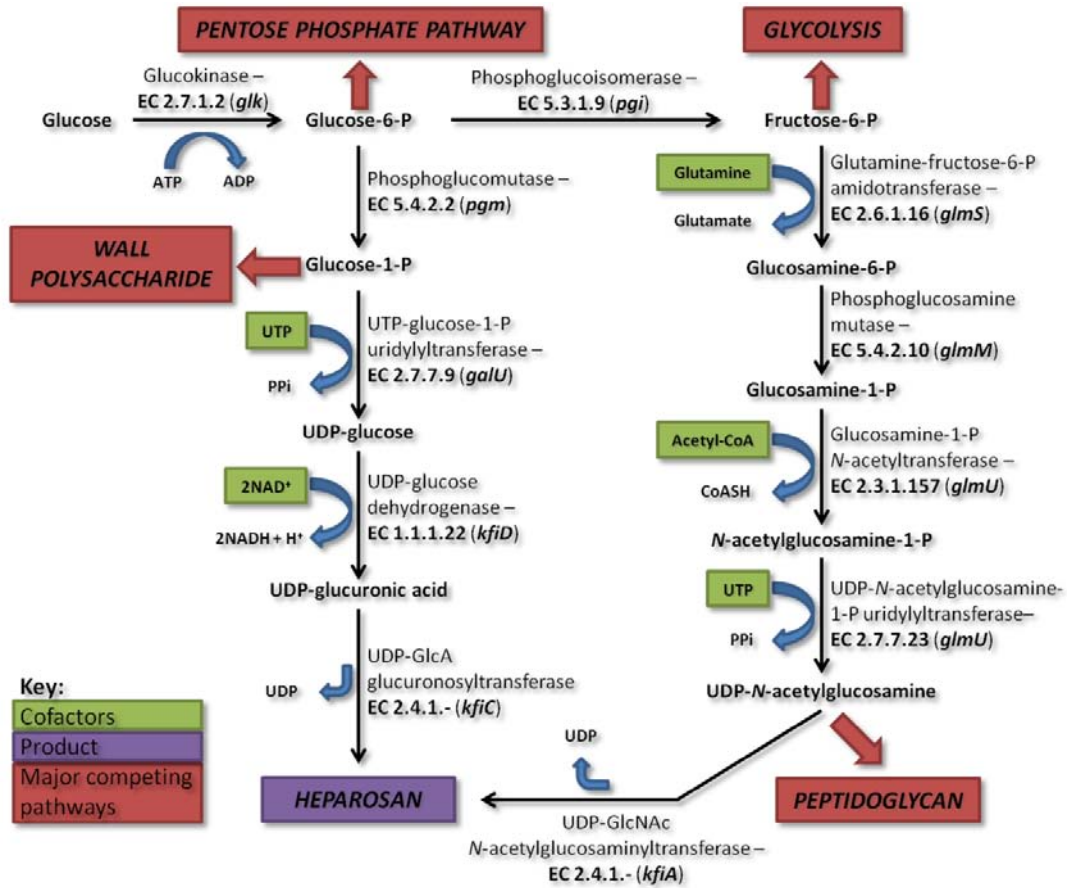 PENTOSE PHOSPHATE PATHWAY
GLYCOLYSIS
Glucokinase –
EC 2.7.1.2 (glk)
Phosphoglucoisomerase –
EC 5.3.1.9 (pgi)
Glucose
Glucose-6-P
Fructose-6-P
ATP
ADP
Phosphoglucomutase –
EC 5.4.2.2 (pgm)
Glutamine
Glutamate
Glutamine-fructose-6-P
amidotransferase –
EC 2.6.1.16 (glmS)
WALL
POLYSACCHARIDE
Glucose-1-P
Glucosamine-6-P
UTP
PPi
UTP-glucose-1-P
uridylyltransferase –
EC 2.7.7.9 (galU)
Phosphoglucosamine
mutase –
EC 5.4.2.10 (glmM)
Glucosamine-1-P
UDP-glucose
Acetyl-CoA
CoASH
Glucosamine-1-P
N-acetyltransferase –
EC 2.3.1.157 (glmU)
2NAD⁺
2NADH + H⁺
UDP-glucose
dehydrogenase –
EC 1.1.1.22 (kfiD)
N-acetylglucosamine-1-P
UDP-glucuronic acid
UTP
PPi
UDP-N-acetylglucosamine-
1-P uridylyltransferase–
EC 2.7.7.23 (glmU)
UDP
UDP-GlcA
glucuronosyltransferase
EC 2.4.1.- (kfiC)
UDP-N-acetylglucosamine
Key:
Cofactors
Product
Major competing
pathways
UDP
HEPAROSAN
PEPTIDOGLYCAN
UDP-GlcNAc
N-acetylglucosaminyltransferase –
EC 2.4.1.- (kfiA)